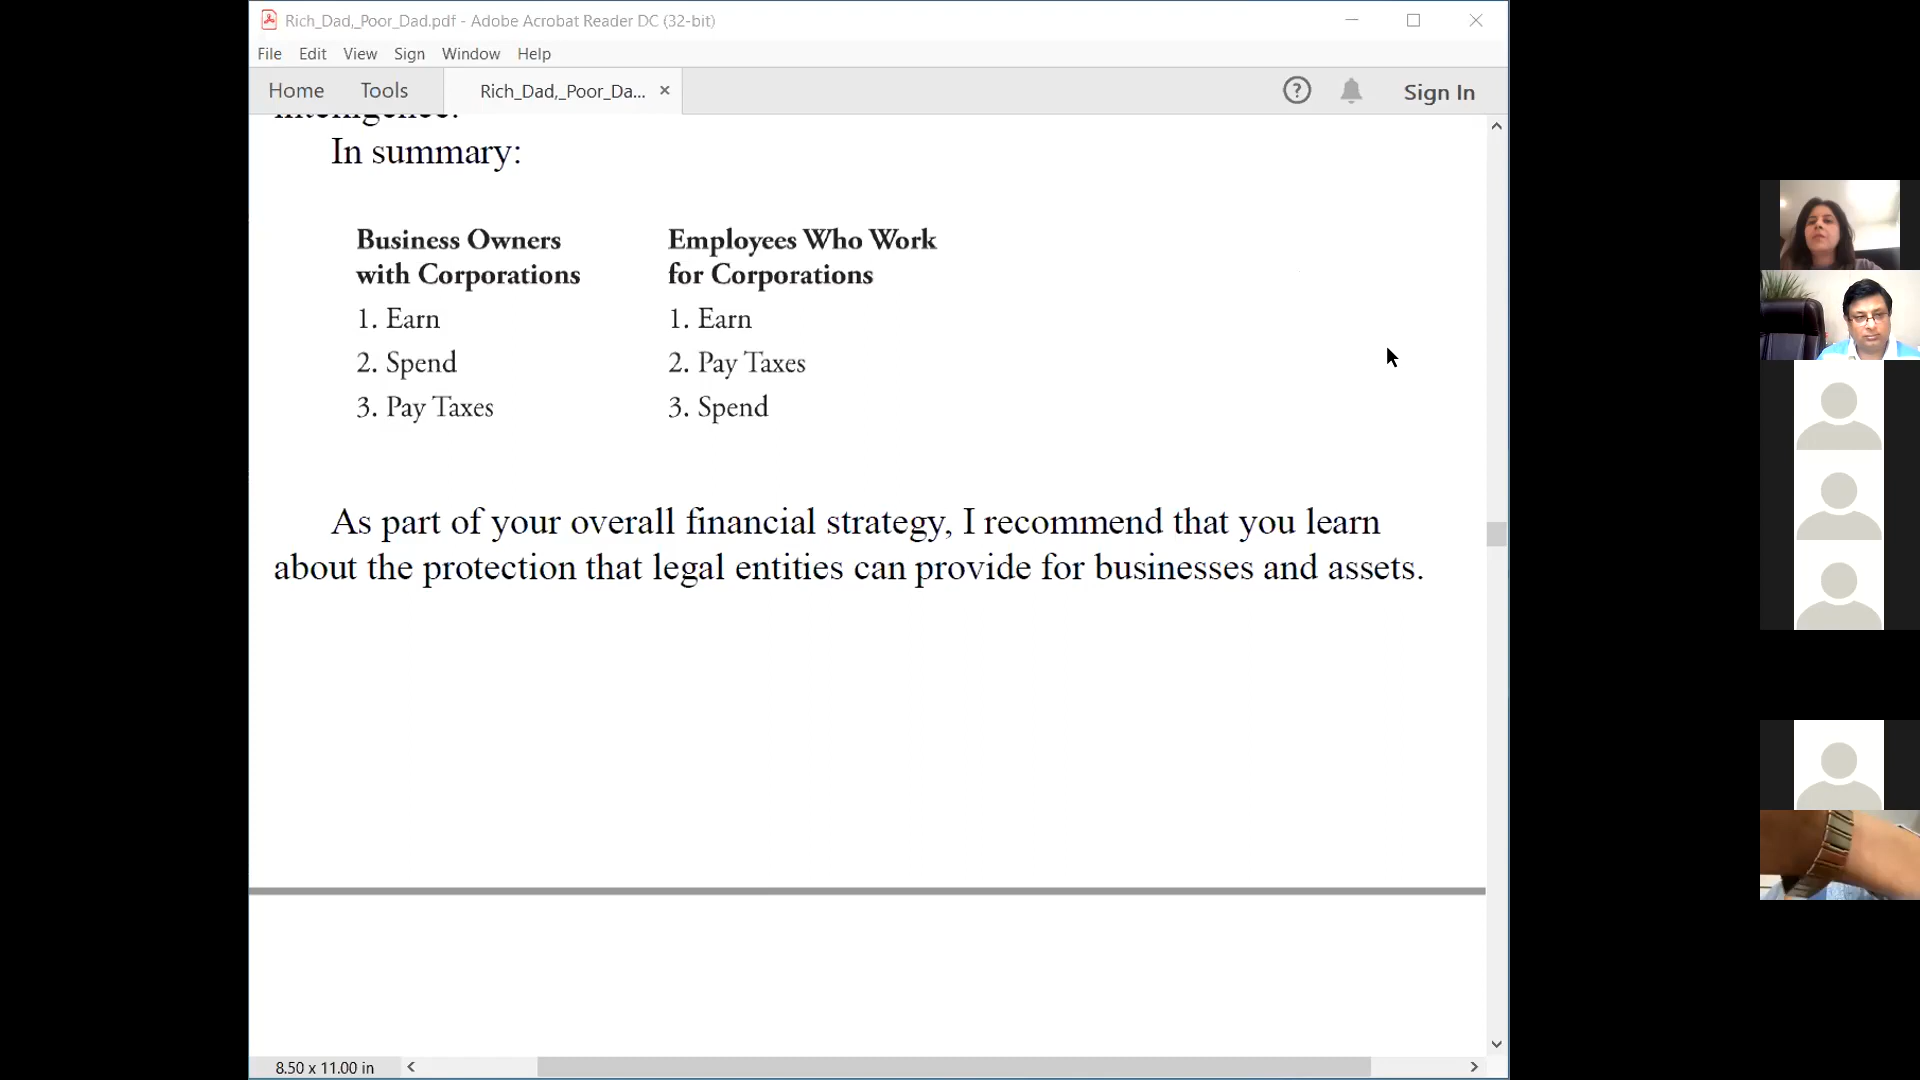 Rich_Dad,_Poor_Dad.pdf - Adobe Acrobat Reader DC (32-bit)
File Edit View Sign Window Help
Home Tools Rich_Dad,_Poor_Da... × Sign In
intelligence.
In summary:
Business Owners
with Corporations
1. Earn
2. Spend
3. Pay Taxes
Employees Who Work
for Corporations
1. Earn
2. Pay Taxes
3. Spend
As part of your overall financial strategy, I recommend that you learn
about the protection that legal entities can provide for businesses and assets.
8.50 x 11.00 in